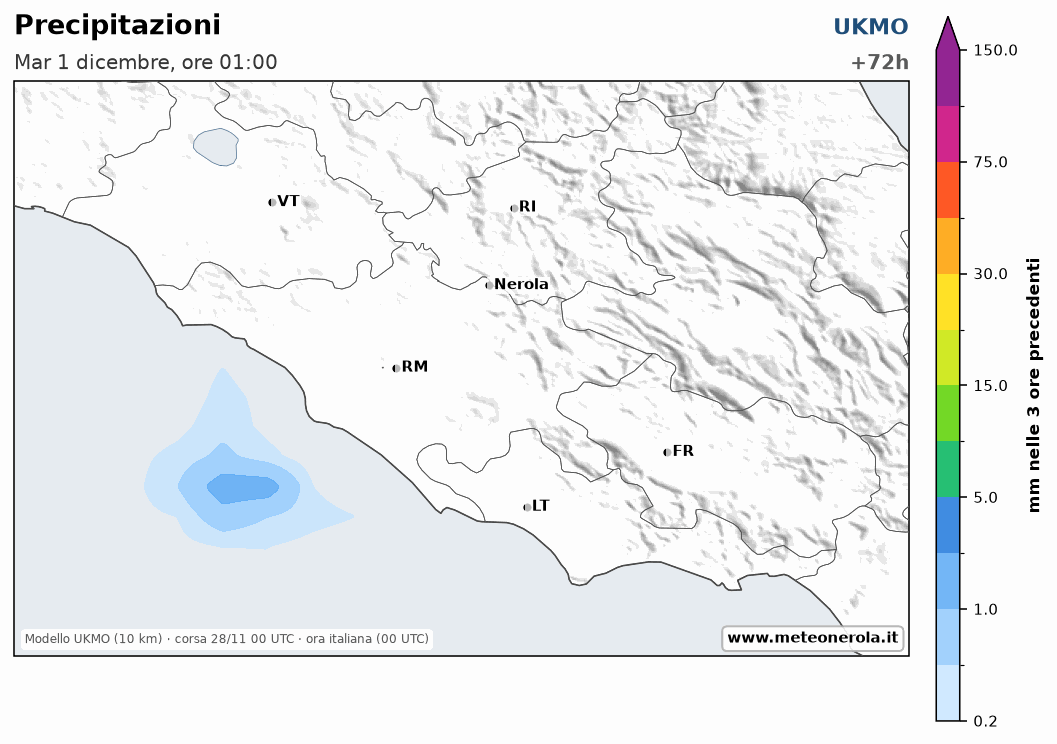 Precipitazioni
UKMO
Mar 1 dicembre, ore 01:00
+72h
150.0
75.0
30.0
15.0
5.0
1.0
0.2
mm nelle 3 ore precedenti
VT
RI
Nerola
RM
FR
LT
Modello UKMO (10 km) · corsa 28/11 00 UTC · ora italiana (00 UTC)
www.meteonerola.it